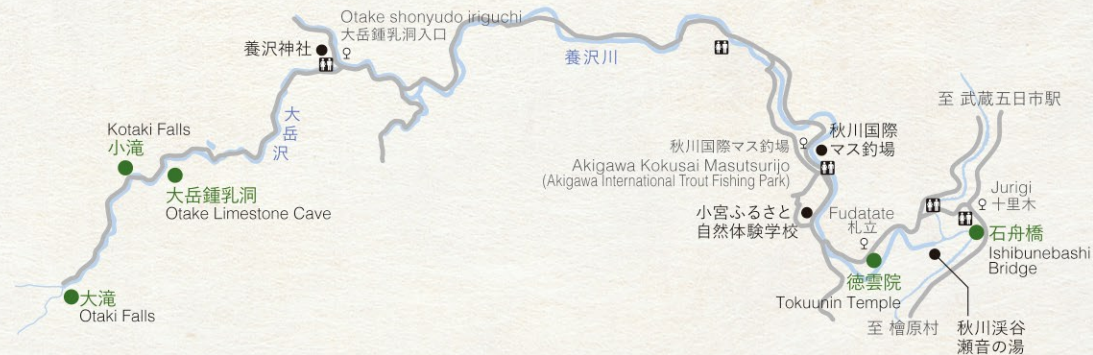 Otake shonyudo iriguchi
大岳鍾乳洞入口
養沢神社
養沢川
大岳沢
Kotaki Falls
小滝
大岳鍾乳洞
Otake Limestone Cave
大滝
Otaki Falls
至 武蔵五日市駅
秋川国際
マス釣場
秋川国際マス釣場
Akigawa Kokusai Masutsurijo
(Akigawa International Trout Fishing Park)
小宮ふるさと
自然体験学校
Fudatate
札立
Jurigi
十里木
石舟橋
Ishibunebashi
Bridge
徳雲院
Tokuunin Temple
至 檜原村
秋川渓谷
瀬音の湯